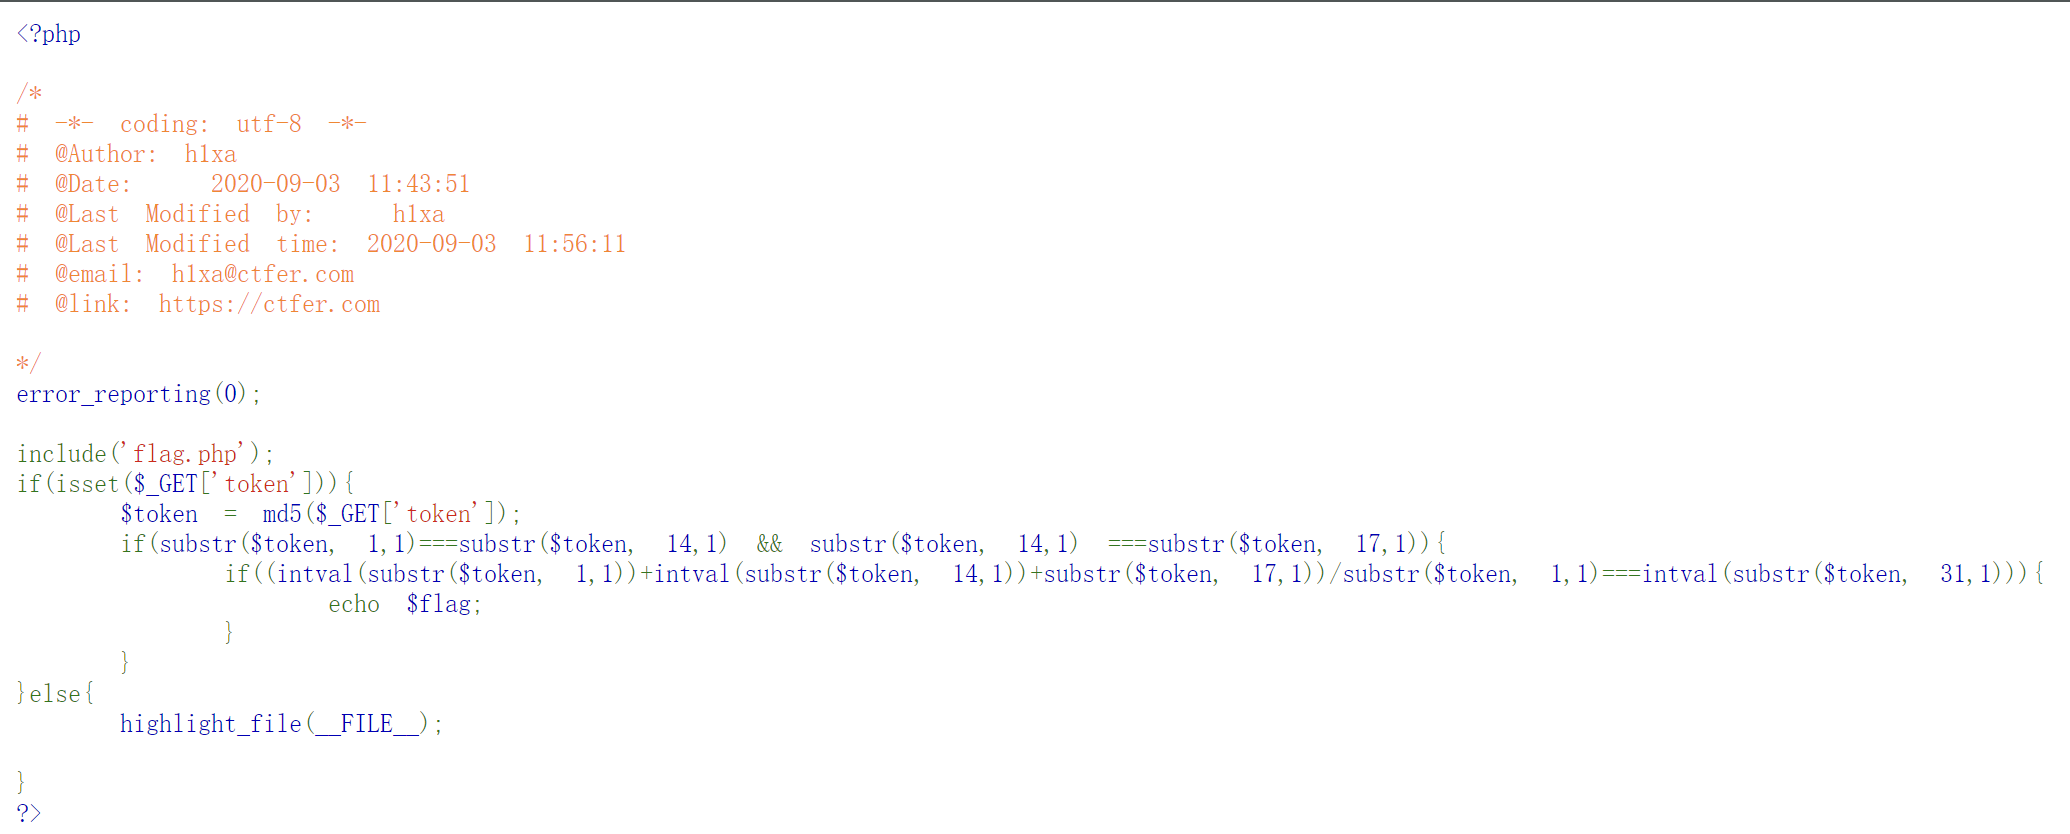 <?php
/*
# -*- coding: utf-8 -*-
# @Author: h1xa
# @Date: 2020-09-03 11:43:51
# @Last Modified by: h1xa
# @Last Modified time: 2020-09-03 11:56:11
# @email: h1xa@ctfer.com
# @link: https://ctfer.com
*/
error_reporting(0);
include('flag.php');
if(isset($_GET['token'])){
$token = md5($_GET['token']);
if(substr($token, 1,1)===substr($token, 14,1) && substr($token, 14,1) ===substr($token, 17,1)){
if((intval(substr($token, 1,1))+intval(substr($token, 14,1))+substr($token, 17,1))/substr($token, 1,1)===intval(substr($token, 31,1))){
echo $flag;
}
}
}else{
highlight_file(__FILE__);
}
?>